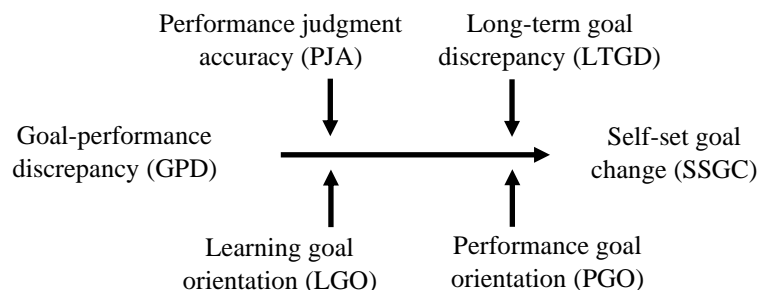 Performance judgment
accuracy (PJA)
Long-term goal
discrepancy (LTGD)
Goal-performance
discrepancy (GPD)
Self-set goal
change (SSGC)
Learning goal
orientation (LGO)
Performance goal
orientation (PGO)